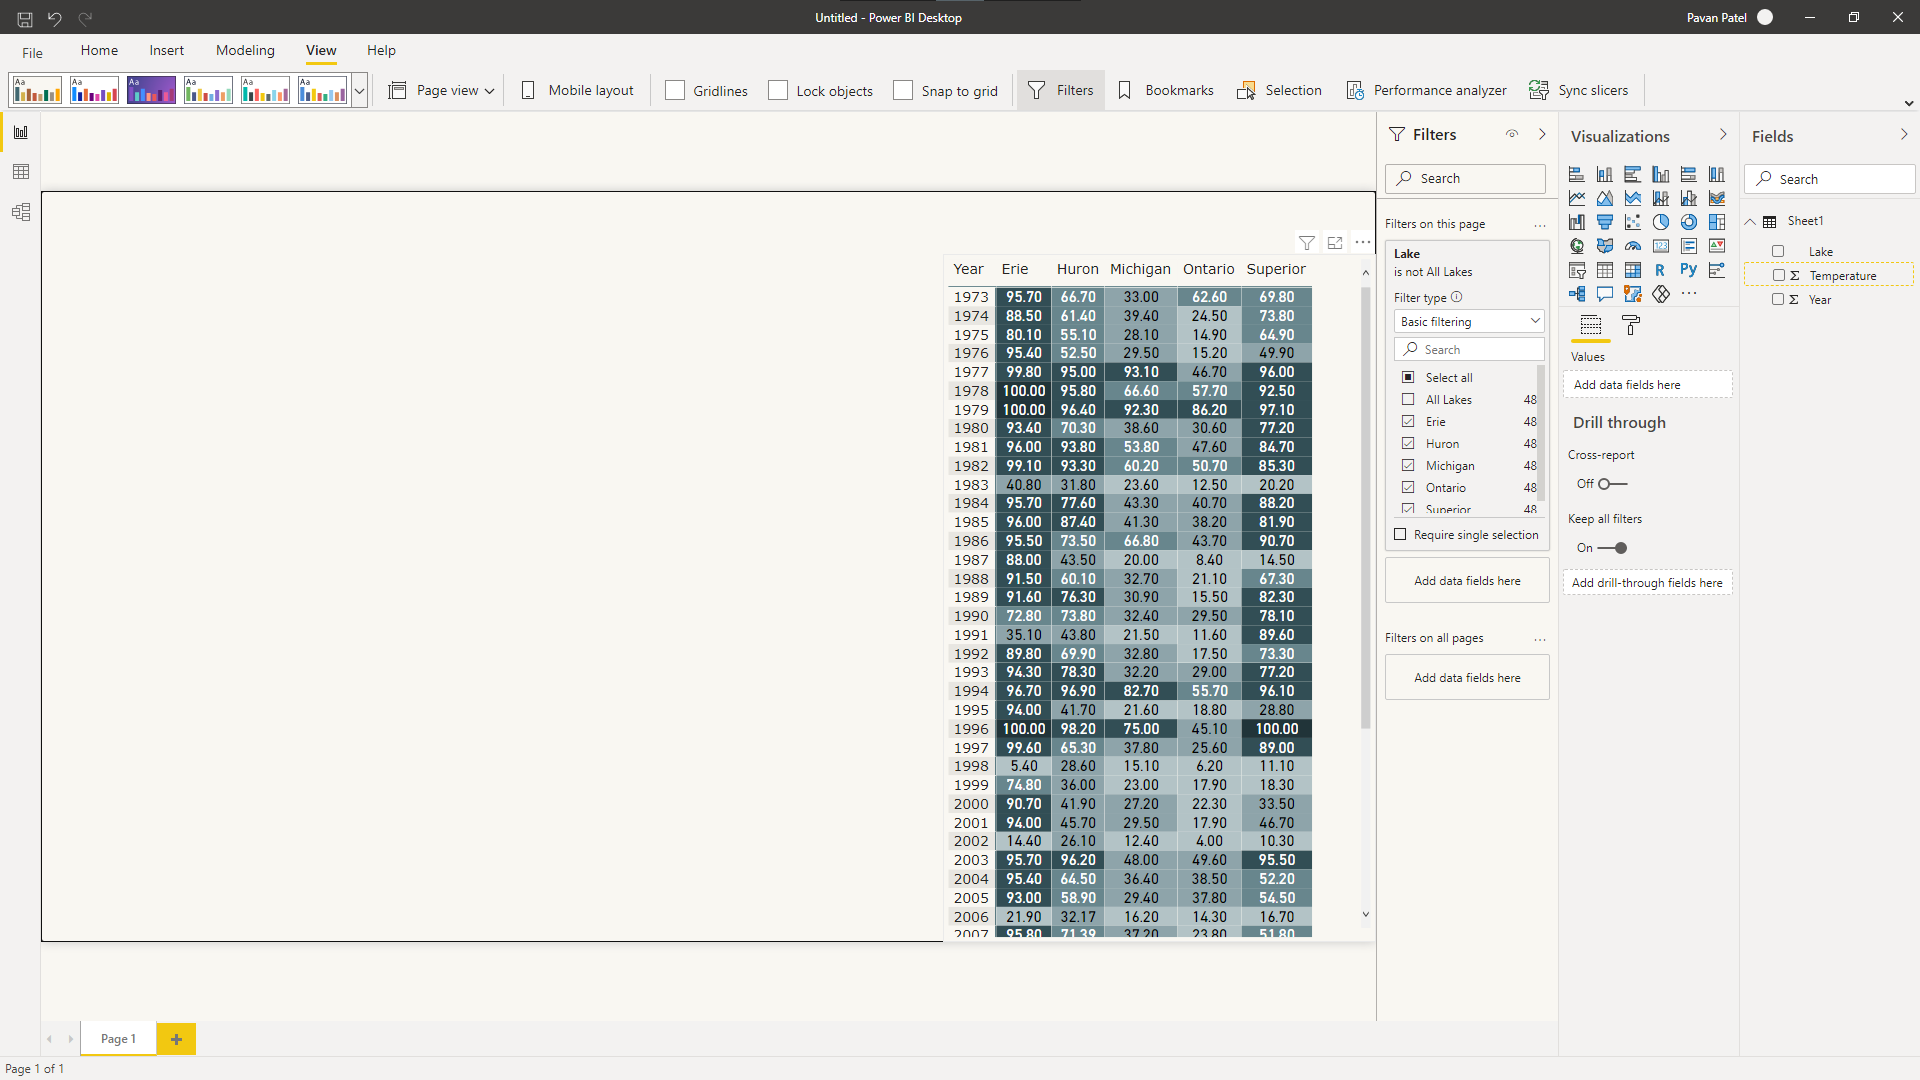 Untitled - Power BI Desktop
Pavan Patel
File Home Insert Modeling View Help
Aa Aa Aa Aa Aa Aa
Page view Mobile layout Gridlines Lock objects Snap to grid Filters Bookmarks Selection Performance analyzer Sync slicers
Filters
Search
Filters on this page ...
Lake
is not All Lakes
Filter type
Basic filtering
Search
Select all
All Lakes 48
Erie 48
Huron 48
Michigan 48
Ontario 48
Superior 48
Require single selection
Add data fields here
Filters on all pages ...
Add data fields here
Visualizations
123
R Py
...
Values
Add data fields here
Drill through
Cross-report
Off
Keep all filters
On
Add drill-through fields here
Fields
Search
Sheet1
Lake
Σ Temperature
Σ Year
Year Erie Huron Michigan Ontario Superior
1973 95.70 66.70 33.00 62.60 69.80
1974 88.50 61.40 39.40 24.50 73.80
1975 80.10 55.10 28.10 14.90 64.90
1976 95.40 52.50 29.50 15.20 49.90
1977 99.80 95.00 93.10 46.70 96.00
1978 100.00 95.80 66.60 57.70 92.50
1979 100.00 96.40 92.30 86.20 97.10
1980 93.40 70.30 38.60 30.60 77.20
1981 96.00 93.80 53.80 47.60 84.70
1982 99.10 93.30 60.20 50.70 85.30
1983 40.80 31.80 23.60 12.50 20.20
1984 95.70 77.60 43.30 40.70 88.20
1985 96.00 87.40 41.30 38.20 81.90
1986 95.50 73.50 66.80 43.70 90.70
1987 88.00 43.50 20.00 8.40 14.50
1988 91.50 60.10 32.70 21.10 67.30
1989 91.60 76.30 30.90 15.50 82.30
1990 72.80 73.80 32.40 29.50 78.10
1991 35.10 43.80 21.50 11.60 89.60
1992 89.80 69.90 32.80 17.50 73.30
1993 94.30 78.30 32.20 29.00 77.20
1994 96.70 96.90 82.70 55.70 96.10
1995 94.00 41.70 21.60 18.80 28.80
1996 100.00 98.20 75.00 45.10 100.00
1997 99.60 65.30 37.80 25.60 89.00
1998 5.40 28.60 15.10 6.20 11.10
1999 74.80 36.00 23.00 17.90 18.30
2000 90.70 41.90 27.20 22.30 33.50
2001 94.00 45.70 29.50 17.90 46.70
2002 14.40 26.10 12.40 4.00 10.30
2003 95.70 96.20 48.00 49.60 95.50
2004 95.40 64.50 36.40 38.50 52.20
2005 93.00 58.90 29.40 37.80 54.50
2006 21.90 32.17 16.20 14.30 16.70
2007 95.80 71.39 37.20 23.80 51.80
Page 1
Page 1 of 1